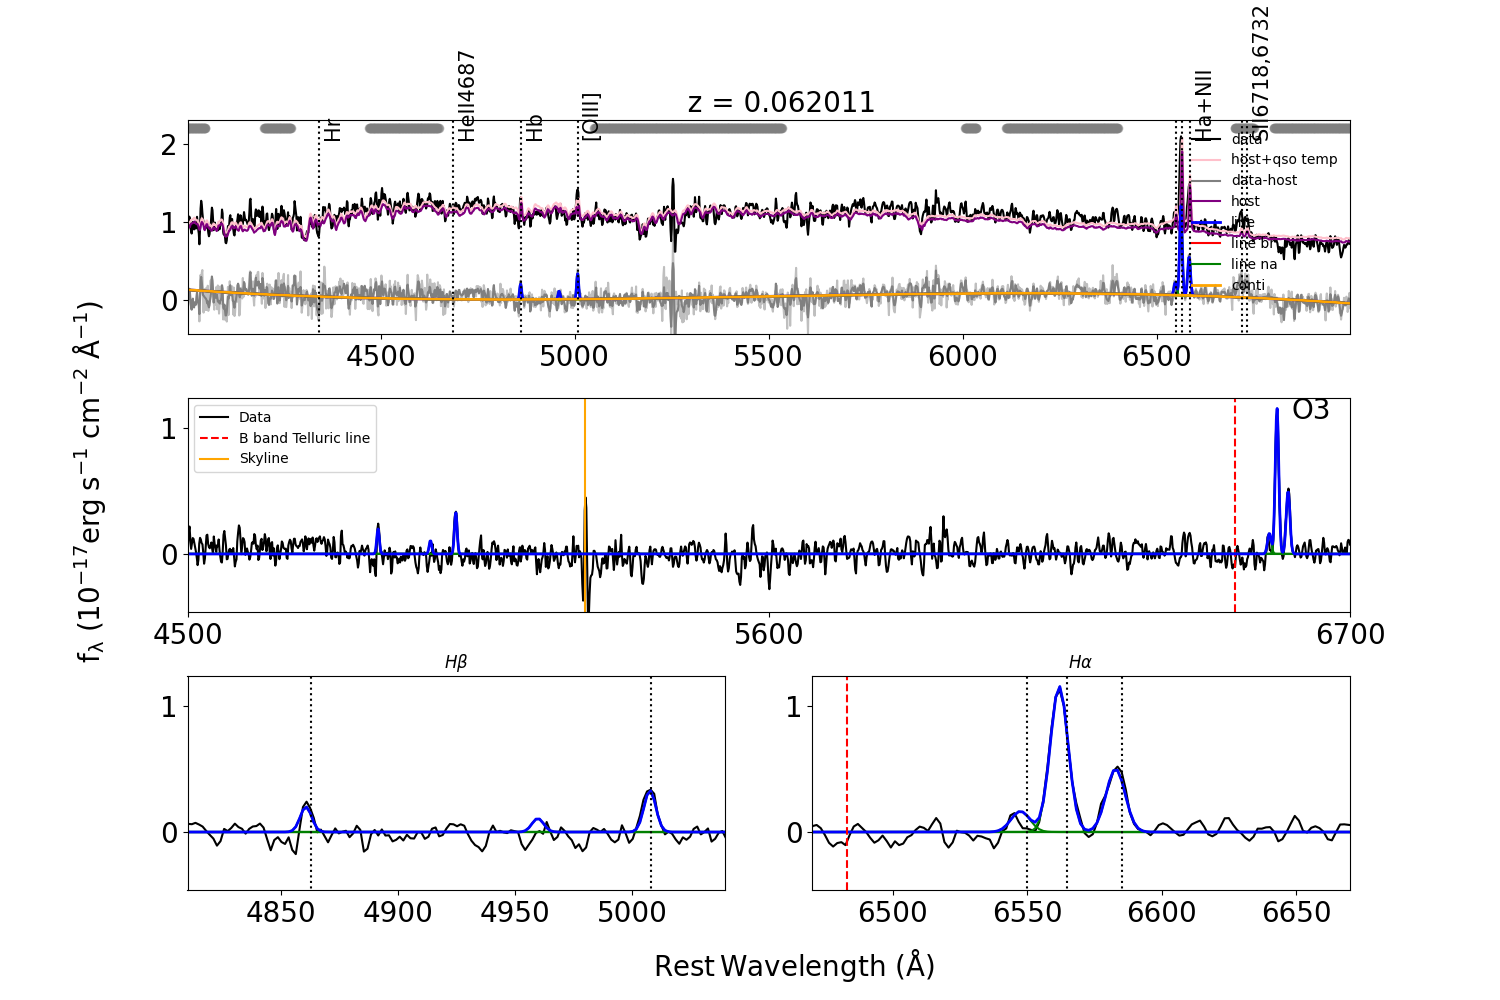 z = 0.062011
Hr
HeII4687
Hb
[OIII]
Ha+NII
SII6718,6732
data
host+qso temp
data-host
host
line
line br
line na
conti
2
1
0
4500 5000 5500 6000 6500
fλ (10⁻¹⁷erg s⁻¹ cm⁻² Å⁻¹)
Data
B band Telluric line
Skyline
O3
1
0
4500 5600 6700
Hβ
1
0
4850 4900 4950 5000
Hα
1
0
6500 6550 6600 6650
Rest Wavelength (Å)